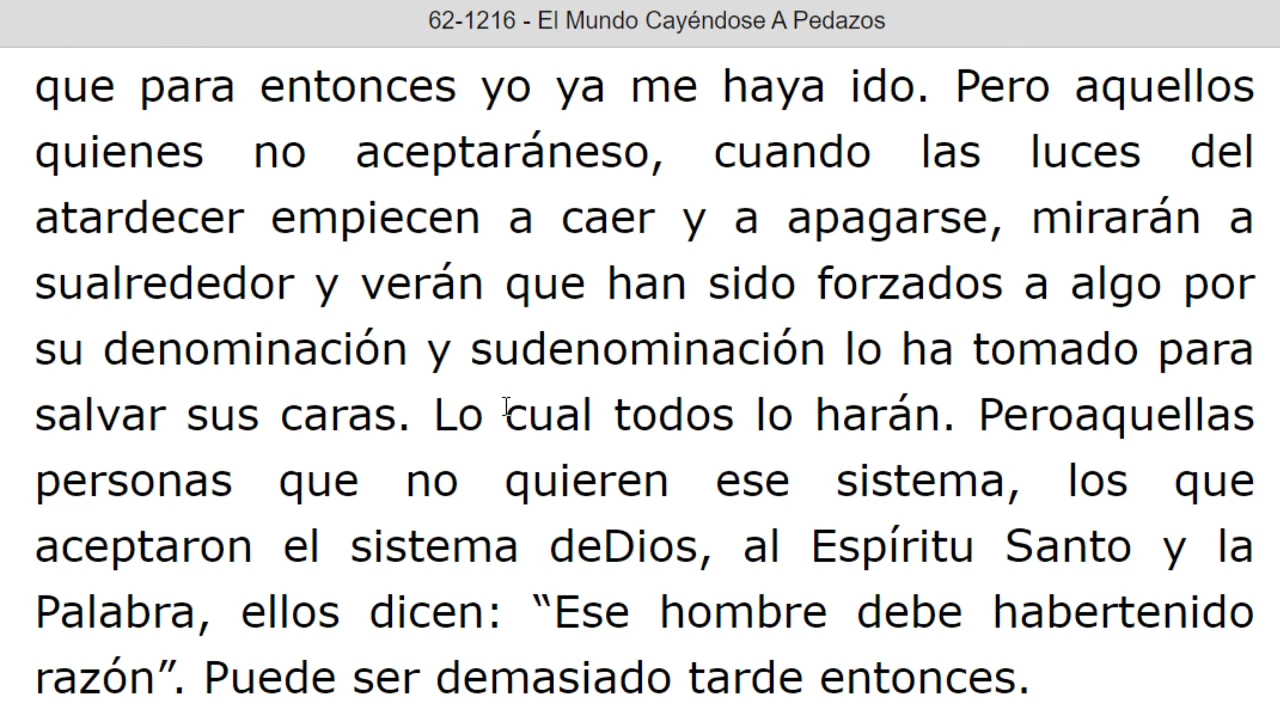 62-1216 - El Mundo Cayéndose A Pedazos
que para entonces yo ya me haya ido. Pero aquellos
quienes no aceptaráneso, cuando las luces del
atardecer empiecen a caer y a apagarse, mirarán a
sualrededor y verán que han sido forzados a algo por
su denominación y sudenominación lo ha tomado para
salvar sus caras. Lo cual todos lo harán. Peroaquellas
personas que no quieren ese sistema, los que
aceptaron el sistema deDios, al Espíritu Santo y la
Palabra, ellos dicen: “Ese hombre debe habertenido
razón”. Puede ser demasiado tarde entonces.